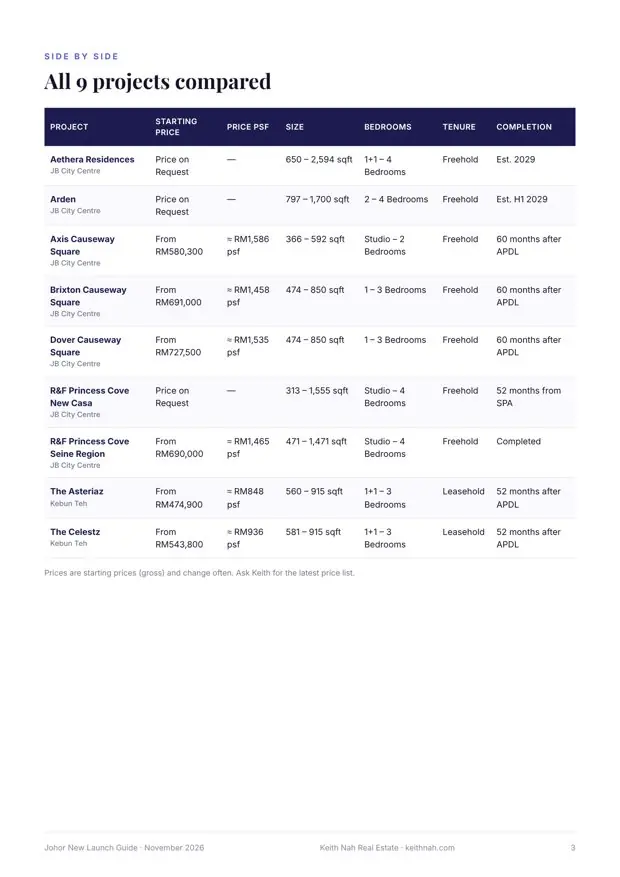 SIDE BY SIDE
All 9 projects compared
PROJECT STARTING PRICE PRICE PSF SIZE BEDROOMS TENURE COMPLETION
Aethera Residences Price on — 650 – 2,594 sqft 1+1 – 4 Freehold Est. 2029
JB City Centre Request Bedrooms
Arden Price on — 797 – 1,700 sqft 2 – 4 Bedrooms Freehold Est. H1 2029
JB City Centre Request
Axis Causeway From ≈ RM1,586 366 – 592 sqft Studio – 2 Freehold 60 months after
Square RM580,300 psf Bedrooms APDL
JB City Centre
Brixton Causeway From ≈ RM1,458 474 – 850 sqft 1 – 3 Bedrooms Freehold 60 months after
Square RM691,000 psf APDL
JB City Centre
Dover Causeway From ≈ RM1,535 474 – 850 sqft 1 – 3 Bedrooms Freehold 60 months after
Square RM727,500 psf APDL
JB City Centre
R&F Princess Cove Price on — 313 – 1,555 sqft Studio – 4 Freehold 52 months from
New Casa Request Bedrooms SPA
JB City Centre
R&F Princess Cove From ≈ RM1,465 471 – 1,471 sqft Studio – 4 Freehold Completed
Seine Region RM690,000 psf Bedrooms
JB City Centre
The Asteriaz From ≈ RM848 560 – 915 sqft 1+1 – 3 Leasehold 52 months after
Kebun Teh RM474,900 psf Bedrooms APDL
The Celestz From ≈ RM936 581 – 915 sqft 1+1 – 3 Leasehold 52 months after
Kebun Teh RM543,800 psf Bedrooms APDL
Prices are starting prices (gross) and change often. Ask Keith for the latest price list.
Johor New Launch Guide · November 2026 Keith Nah Real Estate · keithnah.com 3